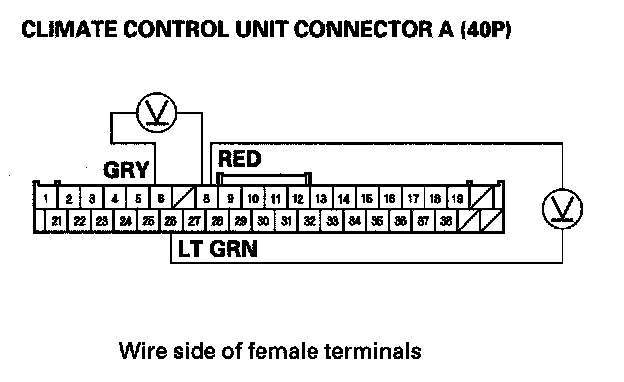 CLIMATE CONTROL UNIT CONNECTOR A (40P)
V
GRY
RED
1 2 3 4 5 6 8 9 10 11 12 13 14 15 16 17 18 19
V
21 22 23 24 25 26 27 28 29 30 31 32 33 34 35 36 37 38
LT GRN
Wire side of female terminals